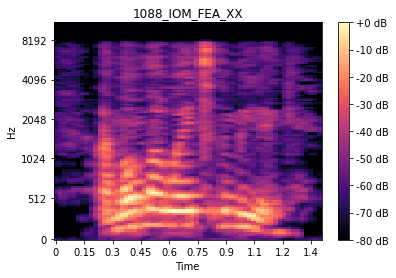 1088_IOM_FEA_XX
+0 dB
8192
-10 dB
4096
-20 dB
-30 dB
2048
Hz
-40 dB
1024
-50 dB
-60 dB
512
-70 dB
0
-80 dB
0 0.15 0.3 0.45 0.6 0.75 0.9 1.1 1.2 1.4
Time